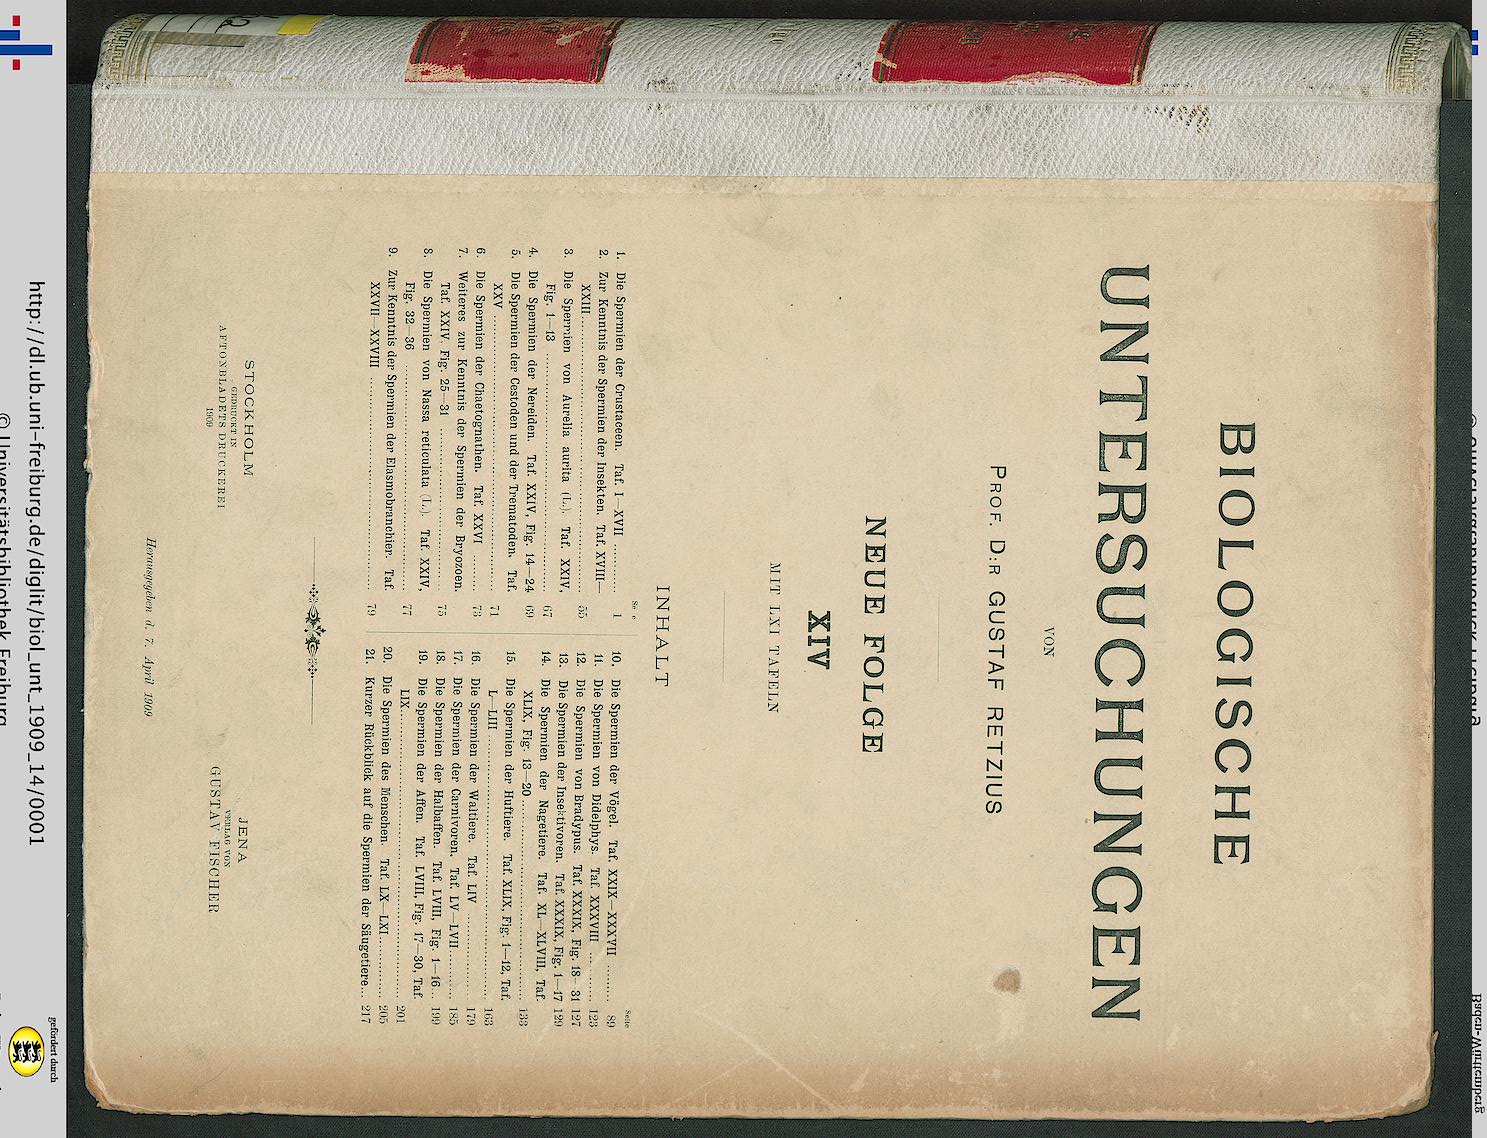 BIOLOGISCHE
UNTERSUCHUNGEN
VON
PROF. D:R GUSTAF RETZIUS
NEUE FOLGE
XIV
MIT LXI TAFELN
INHALT
1. Die Spermien der Crustaceen. Taf. I—XVII ........ 1
2. Zur Kenntnis der Spermien der Insekten. Taf. XVIII—
XXIII ........ 55
3. Die Spermien von Aurelia aurita (L.). Taf. XXIV,
Fig. 1—13 ........ 67
4. Die Spermien der Nereiden. Taf. XXIV, Fig. 14—24 69
5. Die Spermien der Cestoden und der Trematoden. Taf.
XXV ........ 71
6. Die Spermien der Chaetognathen. Taf. XXVI ........ 73
7. Weiteres zur Kenntnis der Spermien der Bryozoen.
Taf. XXIV, Fig. 25—31 ........ 75
8. Die Spermien von Nassa reticulata (L.). Taf. XXIV,
Fig. 32—36 ........ 77
9. Zur Kenntnis der Spermien der Elasmobranchier. Taf.
XXVII—XXVIII ........ 79
Seite
10. Die Spermien der Vögel. Taf. XXIX—XXXVII ........ 89
11. Die Spermien von Didelphys. Taf. XXXVIII ........ 123
12. Die Spermien von Bradypus. Taf. XXXIX, Fig. 18—31 127
13. Die Spermien der Insektivoren. Taf. XXXIX, Fig. 1—17 129
14. Die Spermien der Nagetiere. Taf. XL—XLVIII, Taf.
XLIX, Fig. 13—20 ........ 133
15. Die Spermien der Huftiere. Taf. XLIX, Fig. 1—12, Taf.
L—LIII ........ 163
16. Die Spermien der Waltiere. Taf. LIV ........ 179
17. Die Spermien der Carnivoren. Taf. LV—LVII ........ 185
18. Die Spermien der Halbaffen. Taf. LVIII, Fig. 1—16 ... 199
19. Die Spermien der Affen. Taf. LVIII, Fig. 17—30, Taf.
LIX ........ 201
20. Die Spermien des Menschen. Taf. LX—LXI ........ 205
21. Kurzer Rückblick auf die Spermien der Säugetiere ... 217
STOCKHOLM
GEDRUCKT IN
AFTONBLADETS DRUCKEREI
1909
JENA
VERLAG VON
GUSTAV FISCHER
Herausgegeben d. 7. April 1909
http://dl.ub.uni-freiburg.de/diglit/biol_unt_1909_14/0001
© Universitätsbibliothek Freiburg
gefördert durch